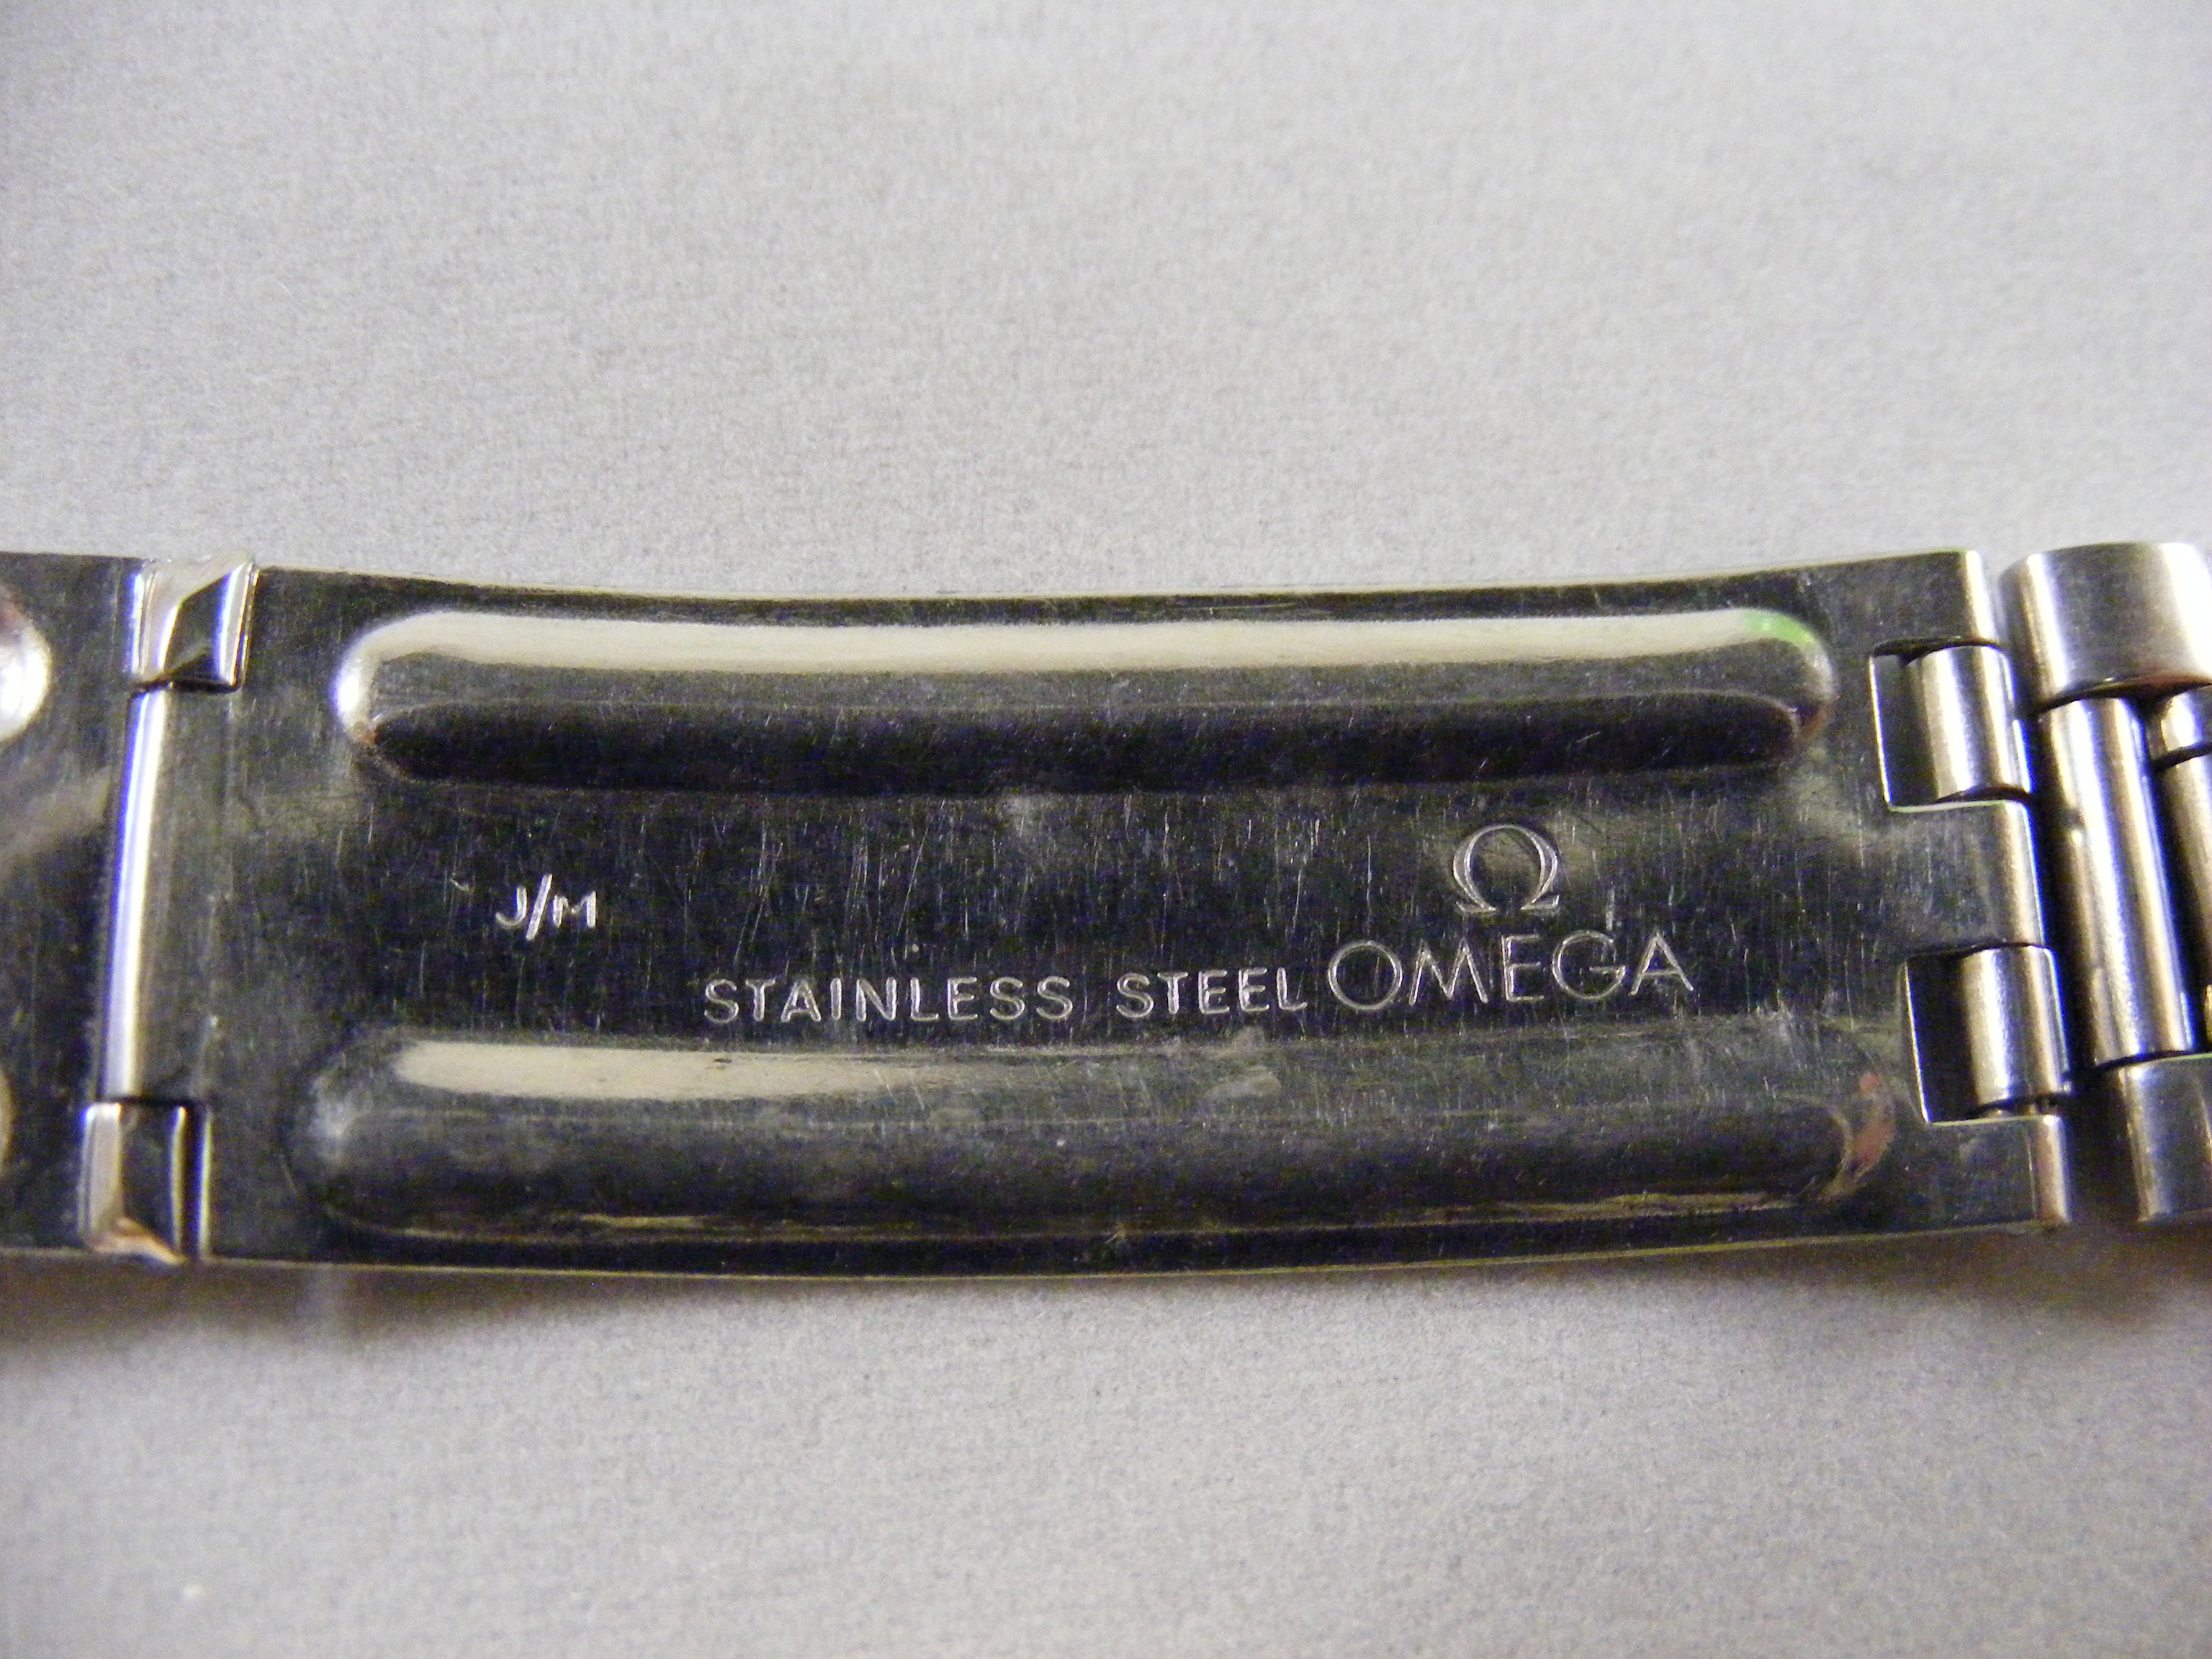 J/M
Ω
STAINLESS STEEL OMEGA